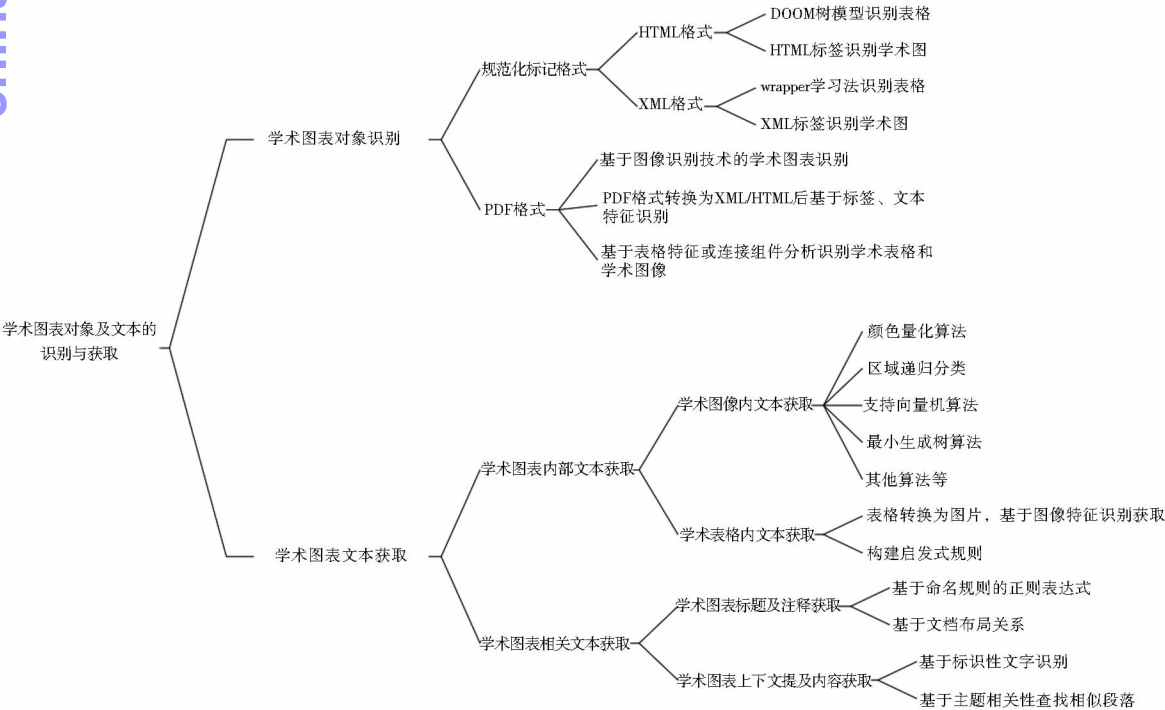 学术图表对象及文本的
识别与获取
学术图表对象识别
规范化标记格式
HTML格式
DOOM树模型识别表格
HTML标签识别学术图
XML格式
wrapper学习法识别表格
XML标签识别学术图
PDF格式
基于图像识别技术的学术图表识别
PDF格式转换为XML/HTML后基于标签、文本
特征识别
基于表格特征或连接组件分析识别学术表格和
学术图像
学术图表文本获取
学术图表内部文本获取
学术图像内文本获取
颜色量化算法
区域递归分类
支持向量机算法
最小生成树算法
其他算法等
学术表格内文本获取
表格转换为图片，基于图像特征识别获取
构建启发式规则
学术图表相关文本获取
学术图表标题及注释获取
基于命名规则的正则表达式
基于文档布局关系
学术图表上下文提及内容获取
基于标识性文字识别
基于主题相关性查找相似段落